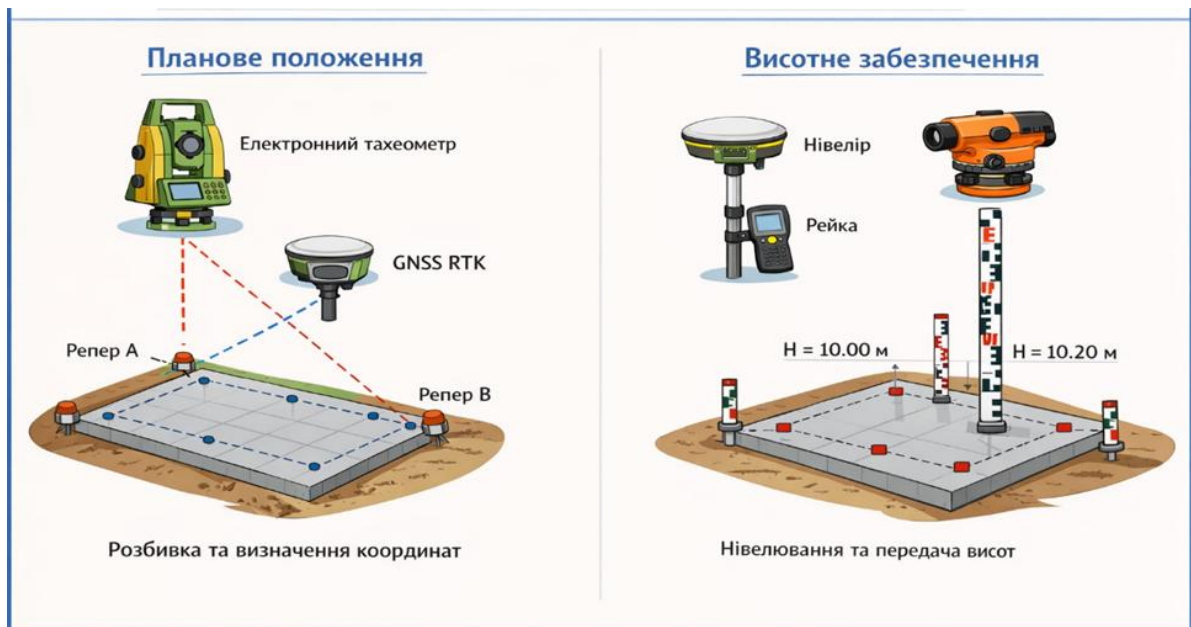 Планове положення
Електронний тахеометр
GNSS RTK
Репер А
Репер В
Розбивка та визначення координат
Висотне забезпечення
Нівелір
Рейка
H = 10.00 м
H = 10.20 м
Нівелювання та передача висот